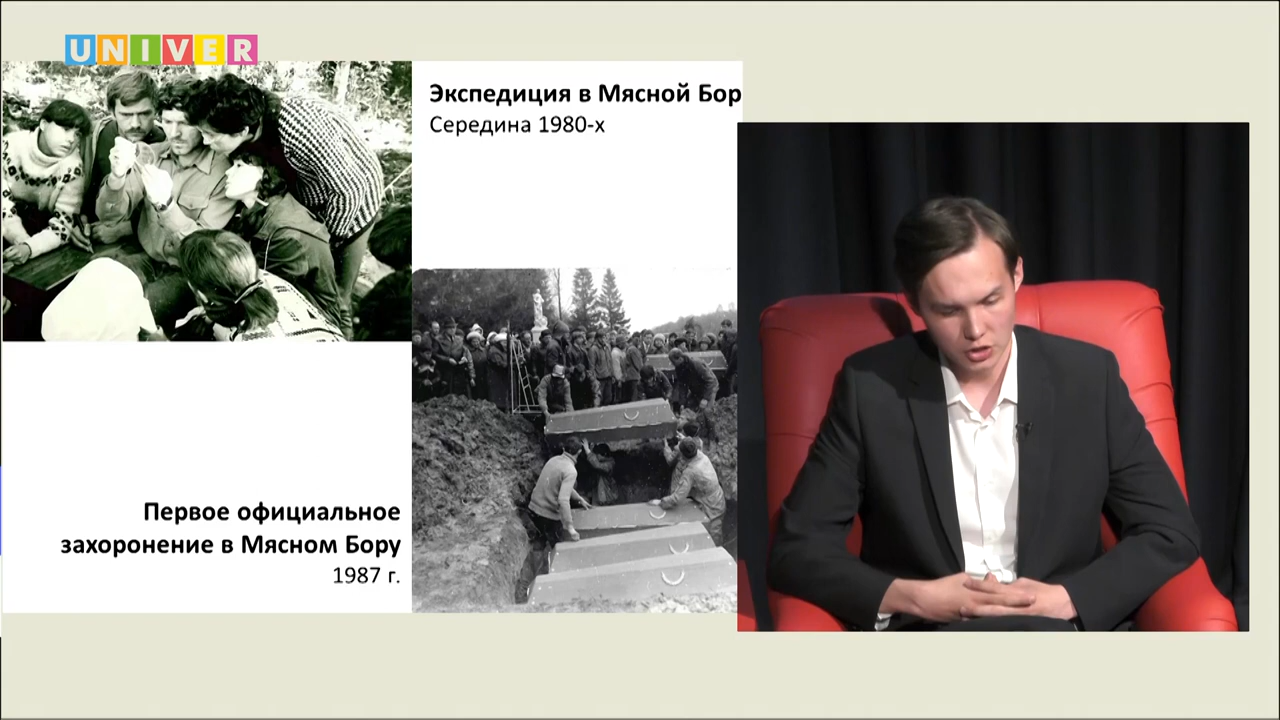 UNIVER
Экспедиция в Мясной Бор
Середина 1980-х
Первое официальное
захоронение в Мясном Бору
1987 г.